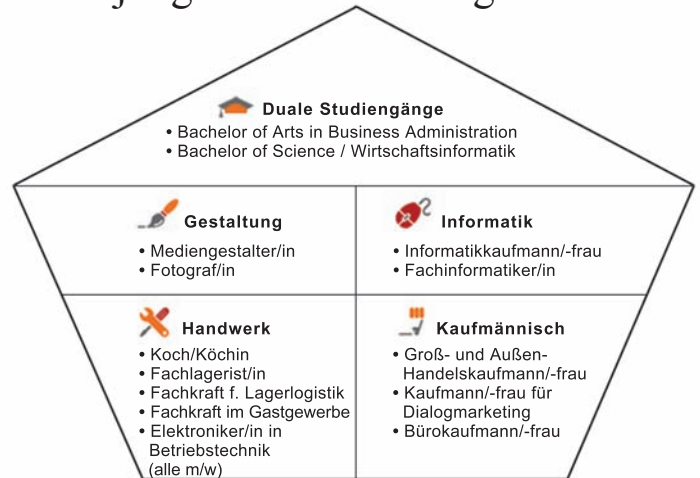 Duale Studiengänge
• Bachelor of Arts in Business Administration
• Bachelor of Science / Wirtschaftsinformatik
Gestaltung
• Mediengestalter/in
• Fotograf/in
Informatik
• Informatikkaufmann/-frau
• Fachinformatiker/in
Handwerk
• Koch/Köchin
• Fachlagerist/in
• Fachkraft f. Lagerlogistik
• Fachkraft im Gastgewerbe
• Elektroniker/in in
Betriebstechnik
(alle m/w)
Kaufmännisch
• Groß- und Außen-
Handelskaufmann/-frau
• Kaufmann/-frau für
Dialogmarketing
• Bürokaufmann/-frau